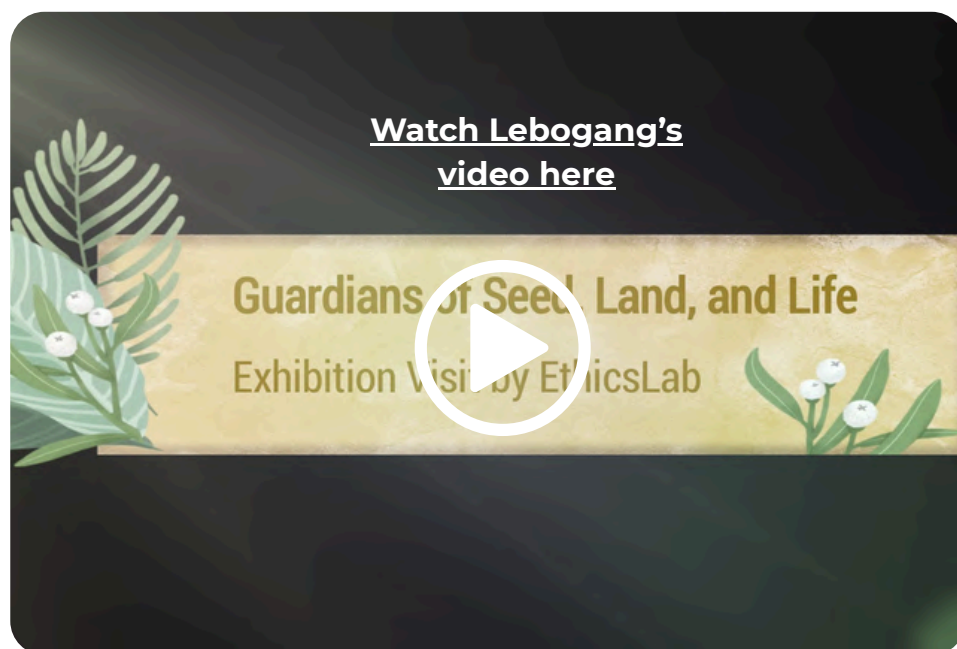 Watch Lebogang’s
video here
Guardians of Seed, Land, and Life
Exhibition Visit by EthicsLab